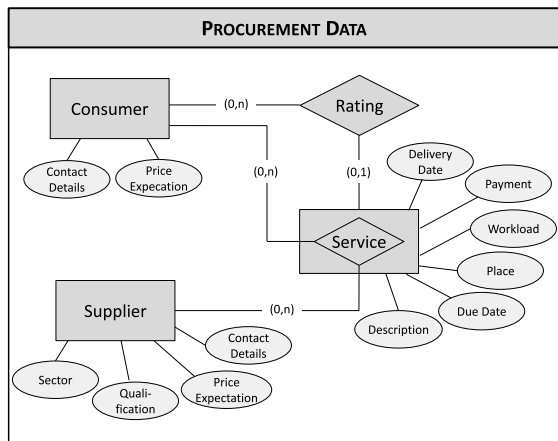 PROCUREMENT DATA
Consumer
(0,n)
Rating
Contact
Details
Price
Expecation
(0,n)
(0,1)
Delivery
Date
Payment
Workload
Service
Place
Due Date
Description
Supplier
(0,n)
Contact
Details
Sector
Quali-
fication
Price
Expectation